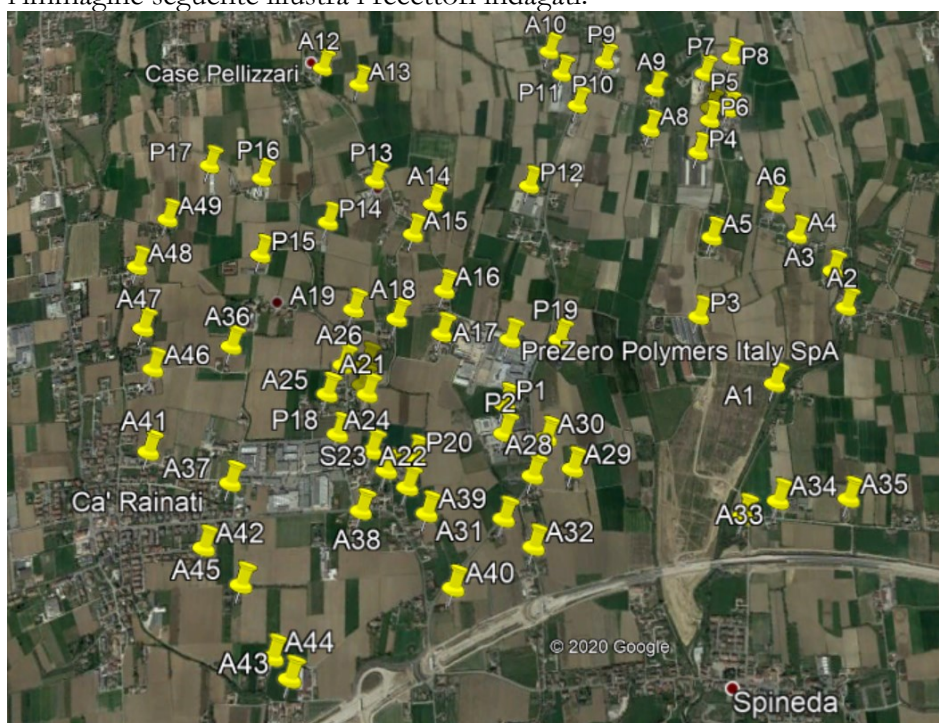 l'immagine seguente illustra i recettori indagati.
A10
P9
P7
P8
A12
Case Pellizzari
A13
P10
P11
A9
P5
P6
A8
P4
P17
P16
P13
A14
P12
A6
A49
P14
A15
A5
A4
A48
P15
A3
A2
A16
A47
A36
A19
A18
A17
P19
P3
PreZero Polymers Italy SpA
A46
A26
A21
A25
A1
P1
P2
A41
P18
A24
A30
A28
S23
A22
P20
A29
A37
Ca' Rainati
A38
A39
A31
A33
A34
A35
A42
A32
A45
A40
A43
A44
© 2020 Google
Spineda